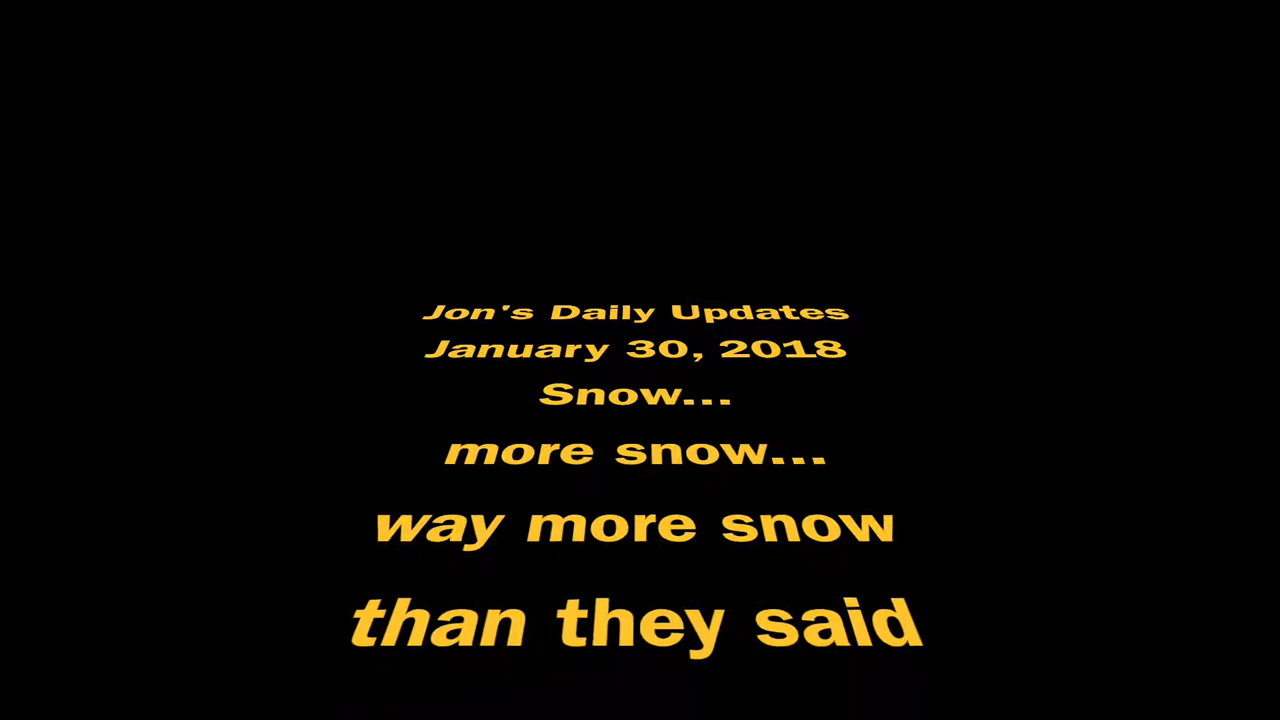 Jon's Daily Updates
January 30, 2018
Snow...
more snow...
way more snow
than they said